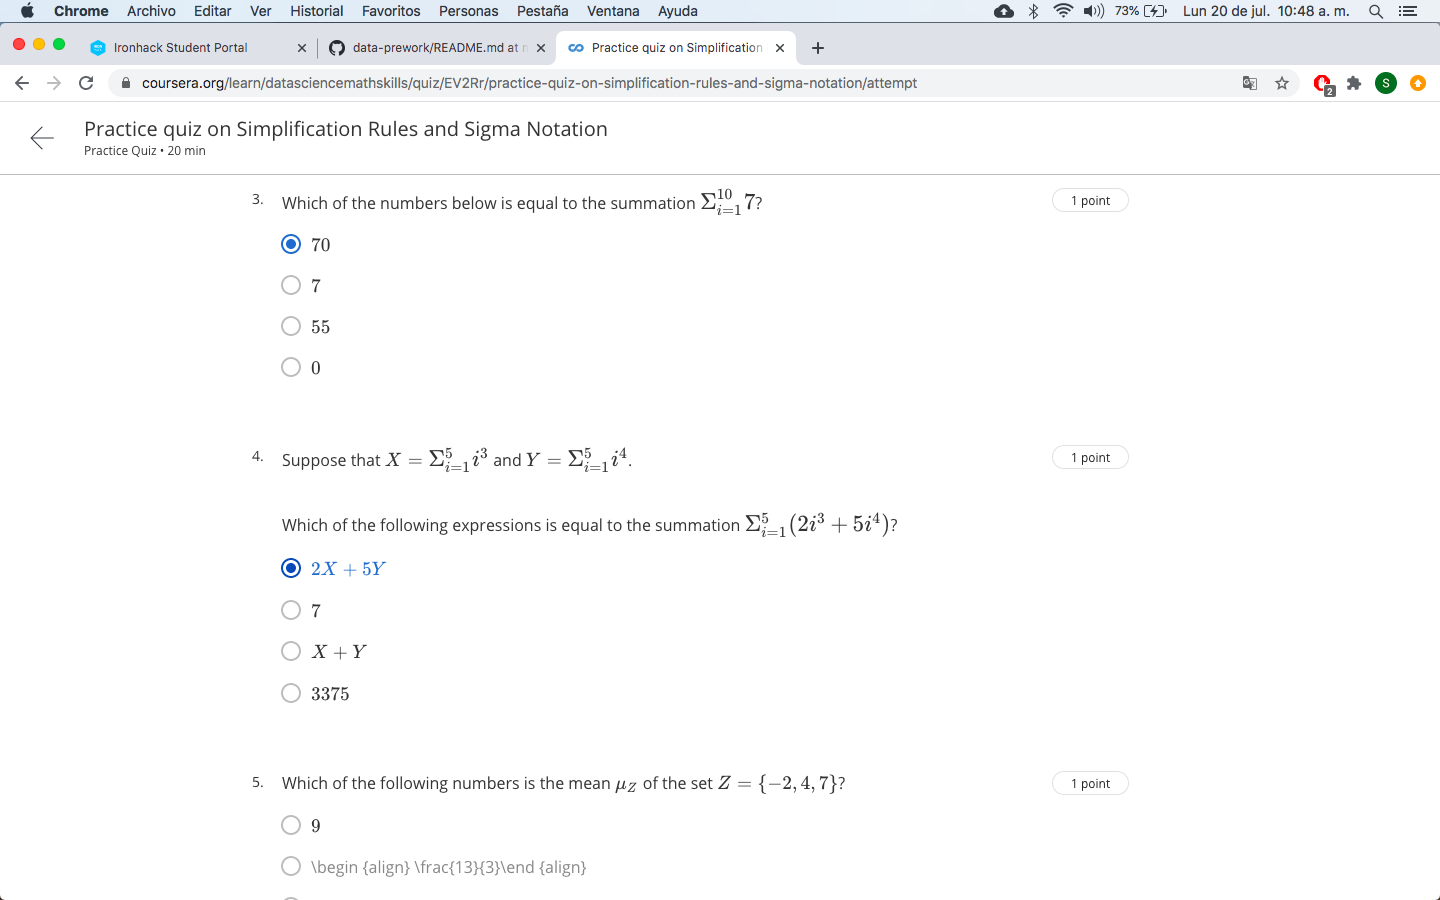 Chrome Archivo Editar Ver Historial Favoritos Personas Pestaña Ventana Ayuda 73% Lun 20 de jul. 10:48 a. m.
Ironhack Student Portal data-prework/README.md at Practice quiz on Simplification
coursera.org/learn/datasciencemathskills/quiz/EV2Rr/practice-quiz-on-simplification-rules-and-sigma-notation/attempt 2 S
Practice quiz on Simplification Rules and Sigma Notation
Practice Quiz • 20 min
3. Which of the numbers below is equal to the summation $\Sigma_{i=1}^{10} 7$? 1 point
70
7
55
0
4. Suppose that $X = \Sigma_{i=1}^{5} i^3$ and $Y = \Sigma_{i=1}^{5} i^4$. 1 point
Which of the following expressions is equal to the summation $\Sigma_{i=1}^{5} (2i^3 + 5i^4)$?
2X + 5Y
7
X + Y
3375
5. Which of the following numbers is the mean $\mu_Z$ of the set $Z = \{-2, 4, 7\}$? 1 point
9
\begin {align} \frac{13}{3}\end {align}